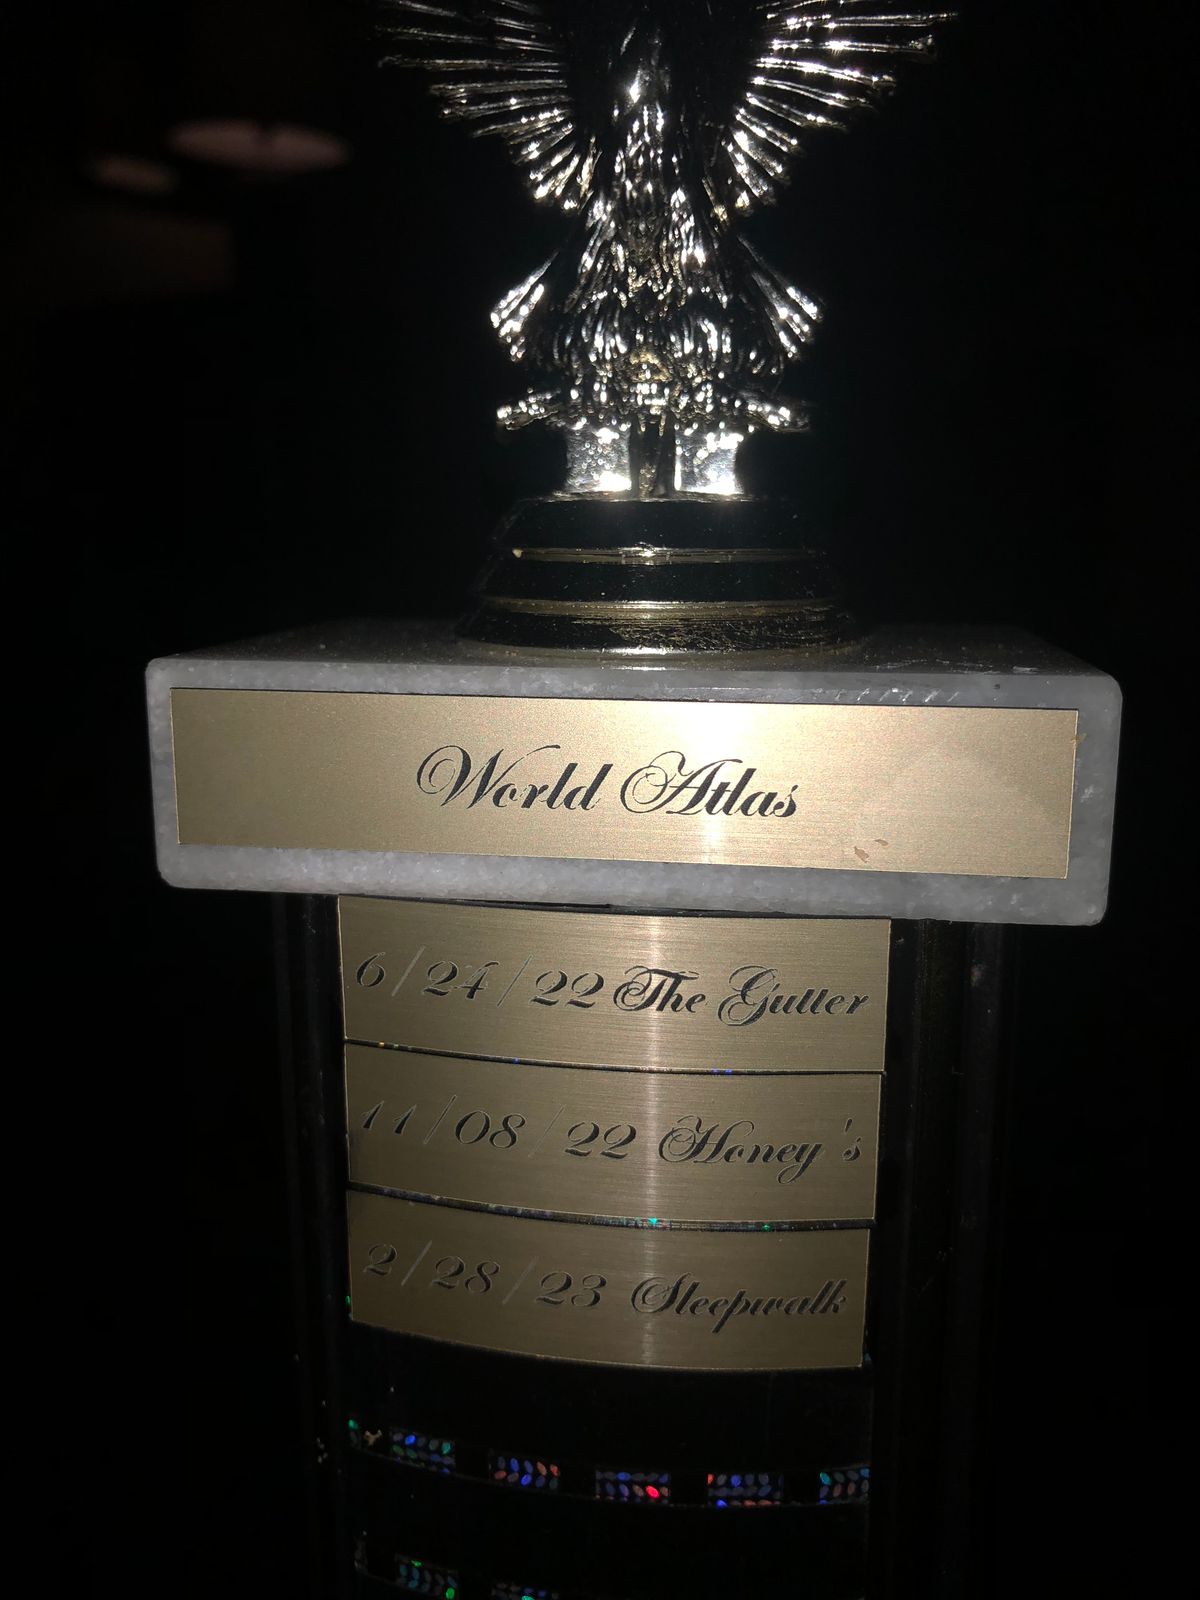 World Atlas
6/24/22 The Gutter
11/08/22 Honey's
2/28/23 Sleepwalk